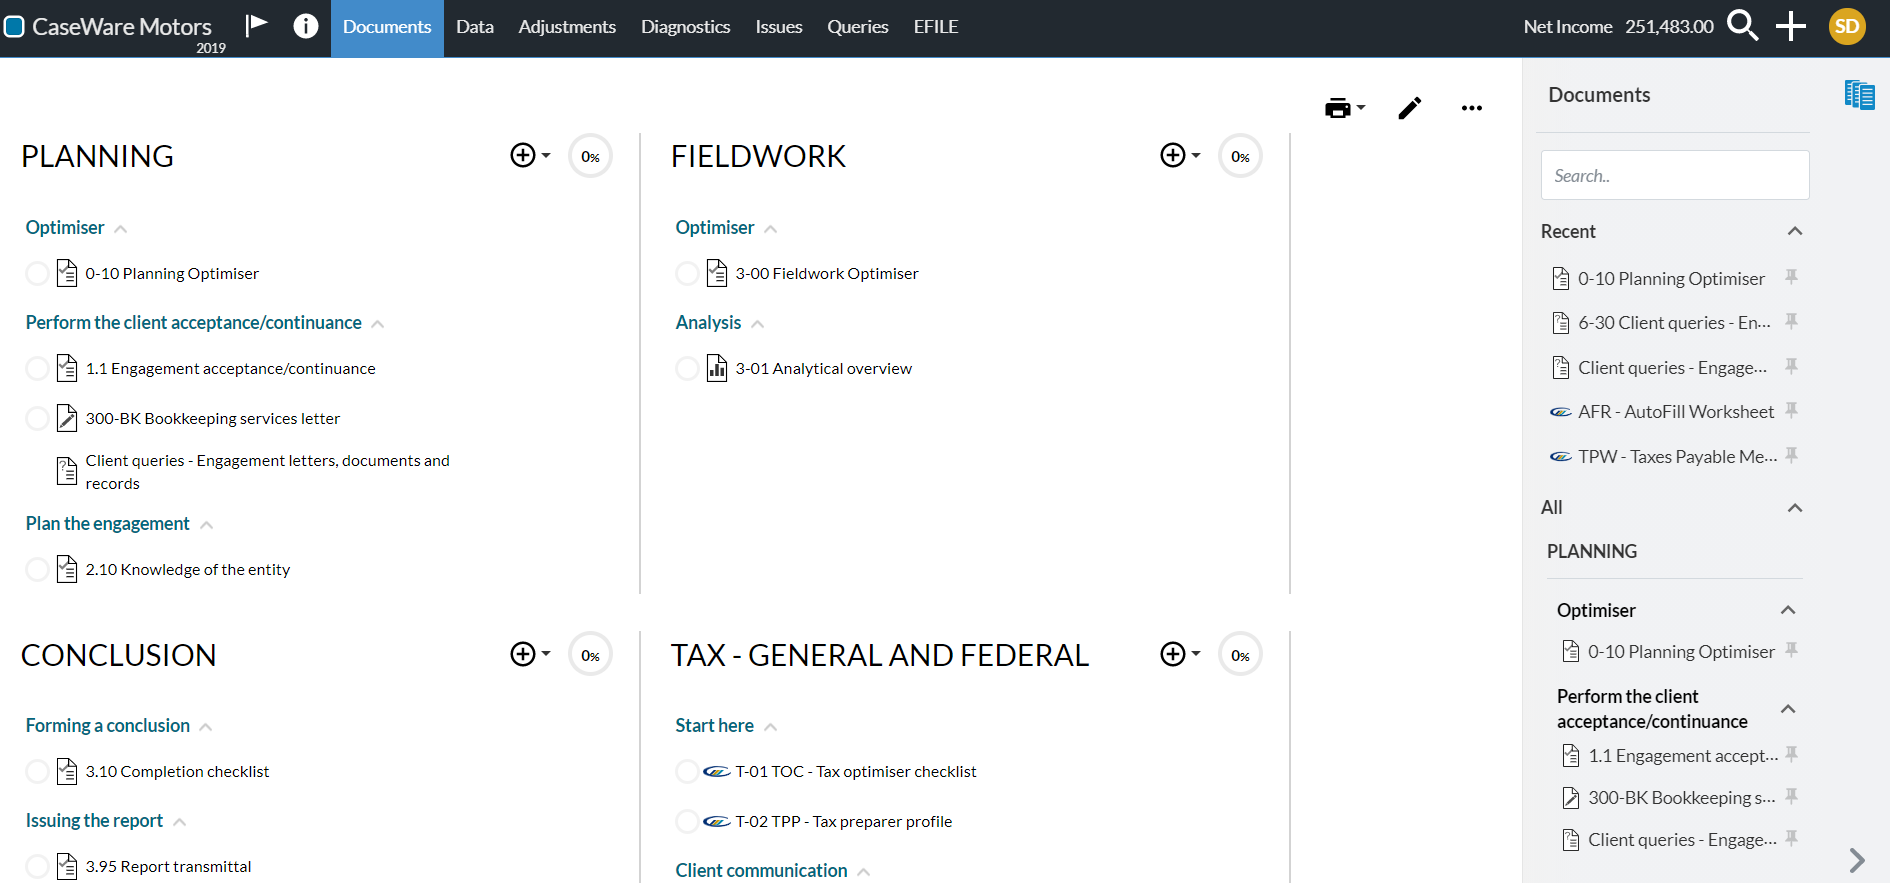 CaseWare Motors
2019
Documents
Data
Adjustments
Diagnostics
Issues
Queries
EFILE
Net Income 251,483.00
SD
PLANNING
0%
Optimiser
0-10 Planning Optimiser
Perform the client acceptance/continuance
1.1 Engagement acceptance/continuance
300-BK Bookkeeping services letter
Client queries - Engagement letters, documents and
records
Plan the engagement
2.10 Knowledge of the entity
FIELDWORK
0%
Optimiser
3-00 Fieldwork Optimiser
Analysis
3-01 Analytical overview
CONCLUSION
0%
Forming a conclusion
3.10 Completion checklist
Issuing the report
3.95 Report transmittal
TAX - GENERAL AND FEDERAL
0%
Start here
T-01 TOC - Tax optimiser checklist
T-02 TPP - Tax preparer profile
Client communication
Documents
Search..
Recent
0-10 Planning Optimiser
6-30 Client queries - En...
Client queries - Engage...
AFR - AutoFill Worksheet
TPW - Taxes Payable Me...
All
PLANNING
Optimiser
0-10 Planning Optimiser
Perform the client
acceptance/continuance
1.1 Engagement accept...
300-BK Bookkeeping s...
Client queries - Engage...